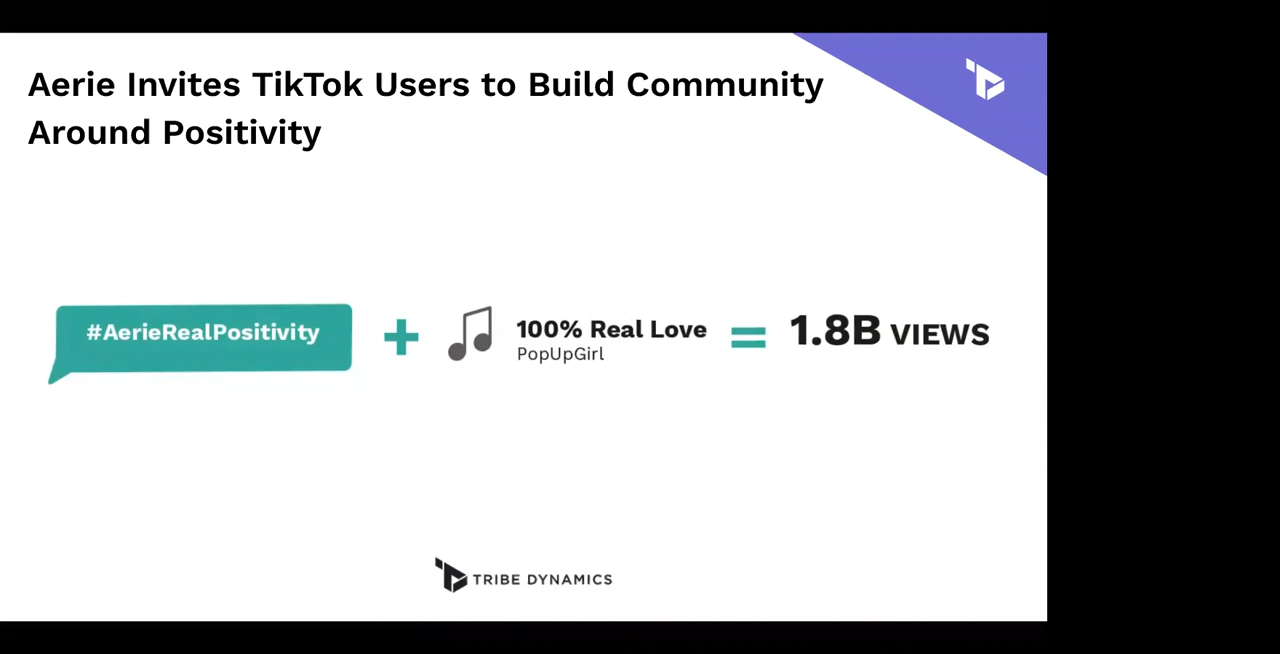 Aerie Invites TikTok Users to Build Community
Around Positivity
#AerieRealPositivity
+
100% Real Love
PopUpGirl
=
1.8B VIEWS
TRIBE DYNAMICS